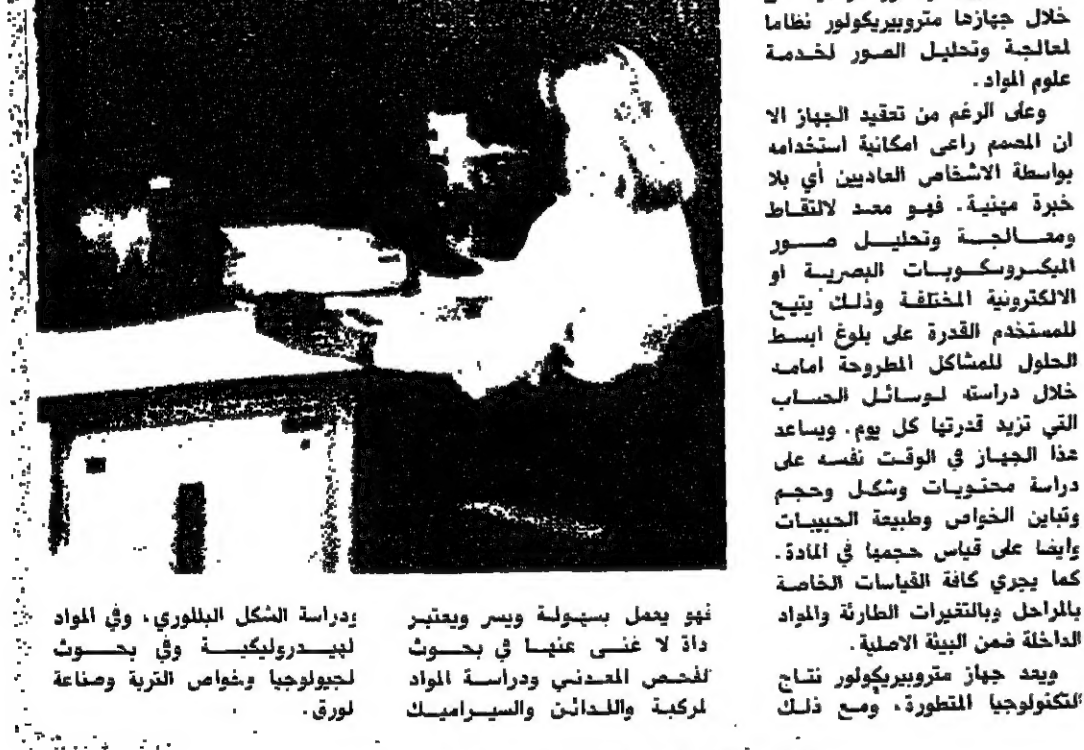 خلال جهازها متروبيريكولور نظاما
لمعالجة وتحليل الصور لخدمة
علوم المواد .
وعلى الرغم من تعقيد الجهاز الا
ان المصمم راعى امكانية استخدامه
بواسطة الاشخاص العاديين أي بلا
خبرة مهنية . فهو معد لالتقاط
ومعالجة وتحليل صور
الميكروسكوبات البصرية او
الالكترونية المختلفة وذلك يتيح
للمستخدم القدرة على بلوغ ابسط
الحلول للمشاكل المطروحة امامه
خلال دراسته لوسائل الحساب
التي تزيد قدرتها كل يوم . ويساعد
هذا الجهاز في الوقت نفسه على
دراسة محتويات وشكل وحجم
وتباين الخواص وطبيعة الحبيبات
وايضا على قياس حجمها في المادة .
كما يجري كافة القياسات الخاصة
بالمراحل وبالتغيرات الطارئة والمواد
الداخلة ضمن البيئة الاصلية .
ويعد جهاز متروبيريكولور نتاج
التكنولوجيا المتطورة ، ومع ذلك
فهو يعمل بسهولة ويسر ويعتبر
داة لا غنى عنها في بحوث
لفحص المعدني ودراسة المواد
لمركبة واللدائن والسيراميك
ودراسة الشكل البللوري ، وفي المواد
لهيدروليكية وفي بحوث
لجيولوجيا وخواص التربة وصناعة
لورق .